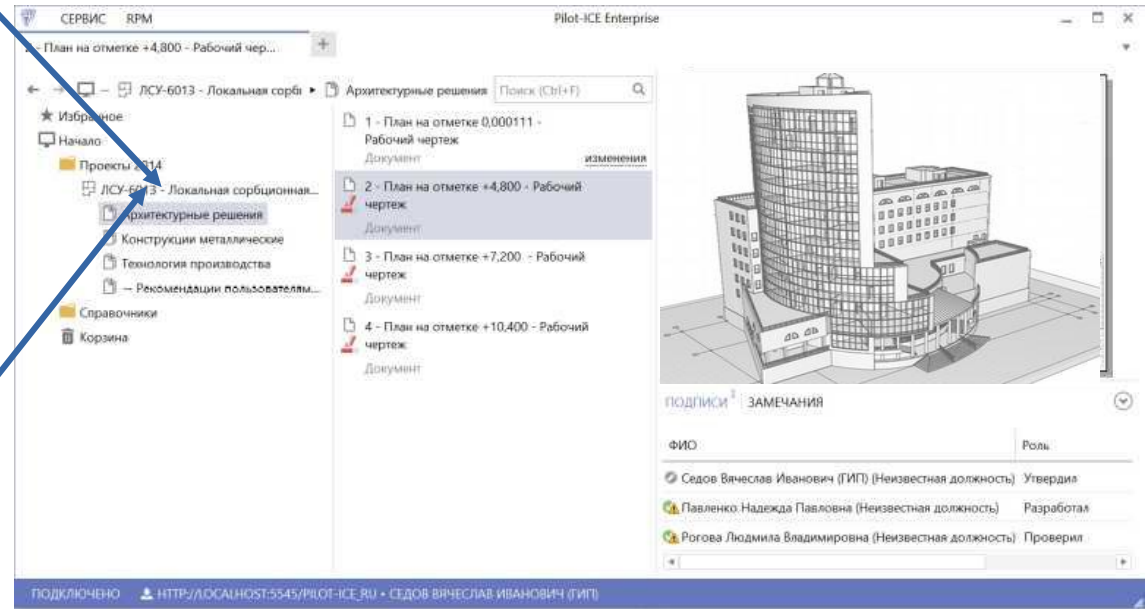 СЕРВИС RPM Pilot-ICE Enterprise
- План на отметке +4,800 - Рабочий чер...
ЛСУ-6013 - Локальная сорбі ▸ Архитектурные решения Поиск (Ctrl+F)
Избранное
Начало
Проекты 2014
ЛСУ-6013 - Локальная сорбционная...
Архитектурные решения
Конструкции металлические
Технология производства
— Рекомендации пользователям...
Справочники
Корзина
1 - План на отметке 0,000111 -
Рабочий чертеж
Документ изменения
2 - План на отметке +4,800 - Рабочий
чертеж
Документ
3 - План на отметке +7,200 - Рабочий
чертеж
Документ
4 - План на отметке +10,400 - Рабочий
чертеж
Документ
ПОДПИСИ 3 ЗАМЕЧАНИЯ
ФИО Роль
Седов Вячеслав Иванович (ГИП) (Неизвестная должность) Утвердил
Павленко Надежда Павловна (Неизвестная должность) Разработал
Рогова Людмила Владимировна (Неизвестная должность) Проверил
ПОДКЛЮЧЕНО HTTP://LOCALHOST:5545/PILOT-ICE_RU • СЕДОВ ВЯЧЕСЛАВ ИВАНОВИЧ (ГИП)